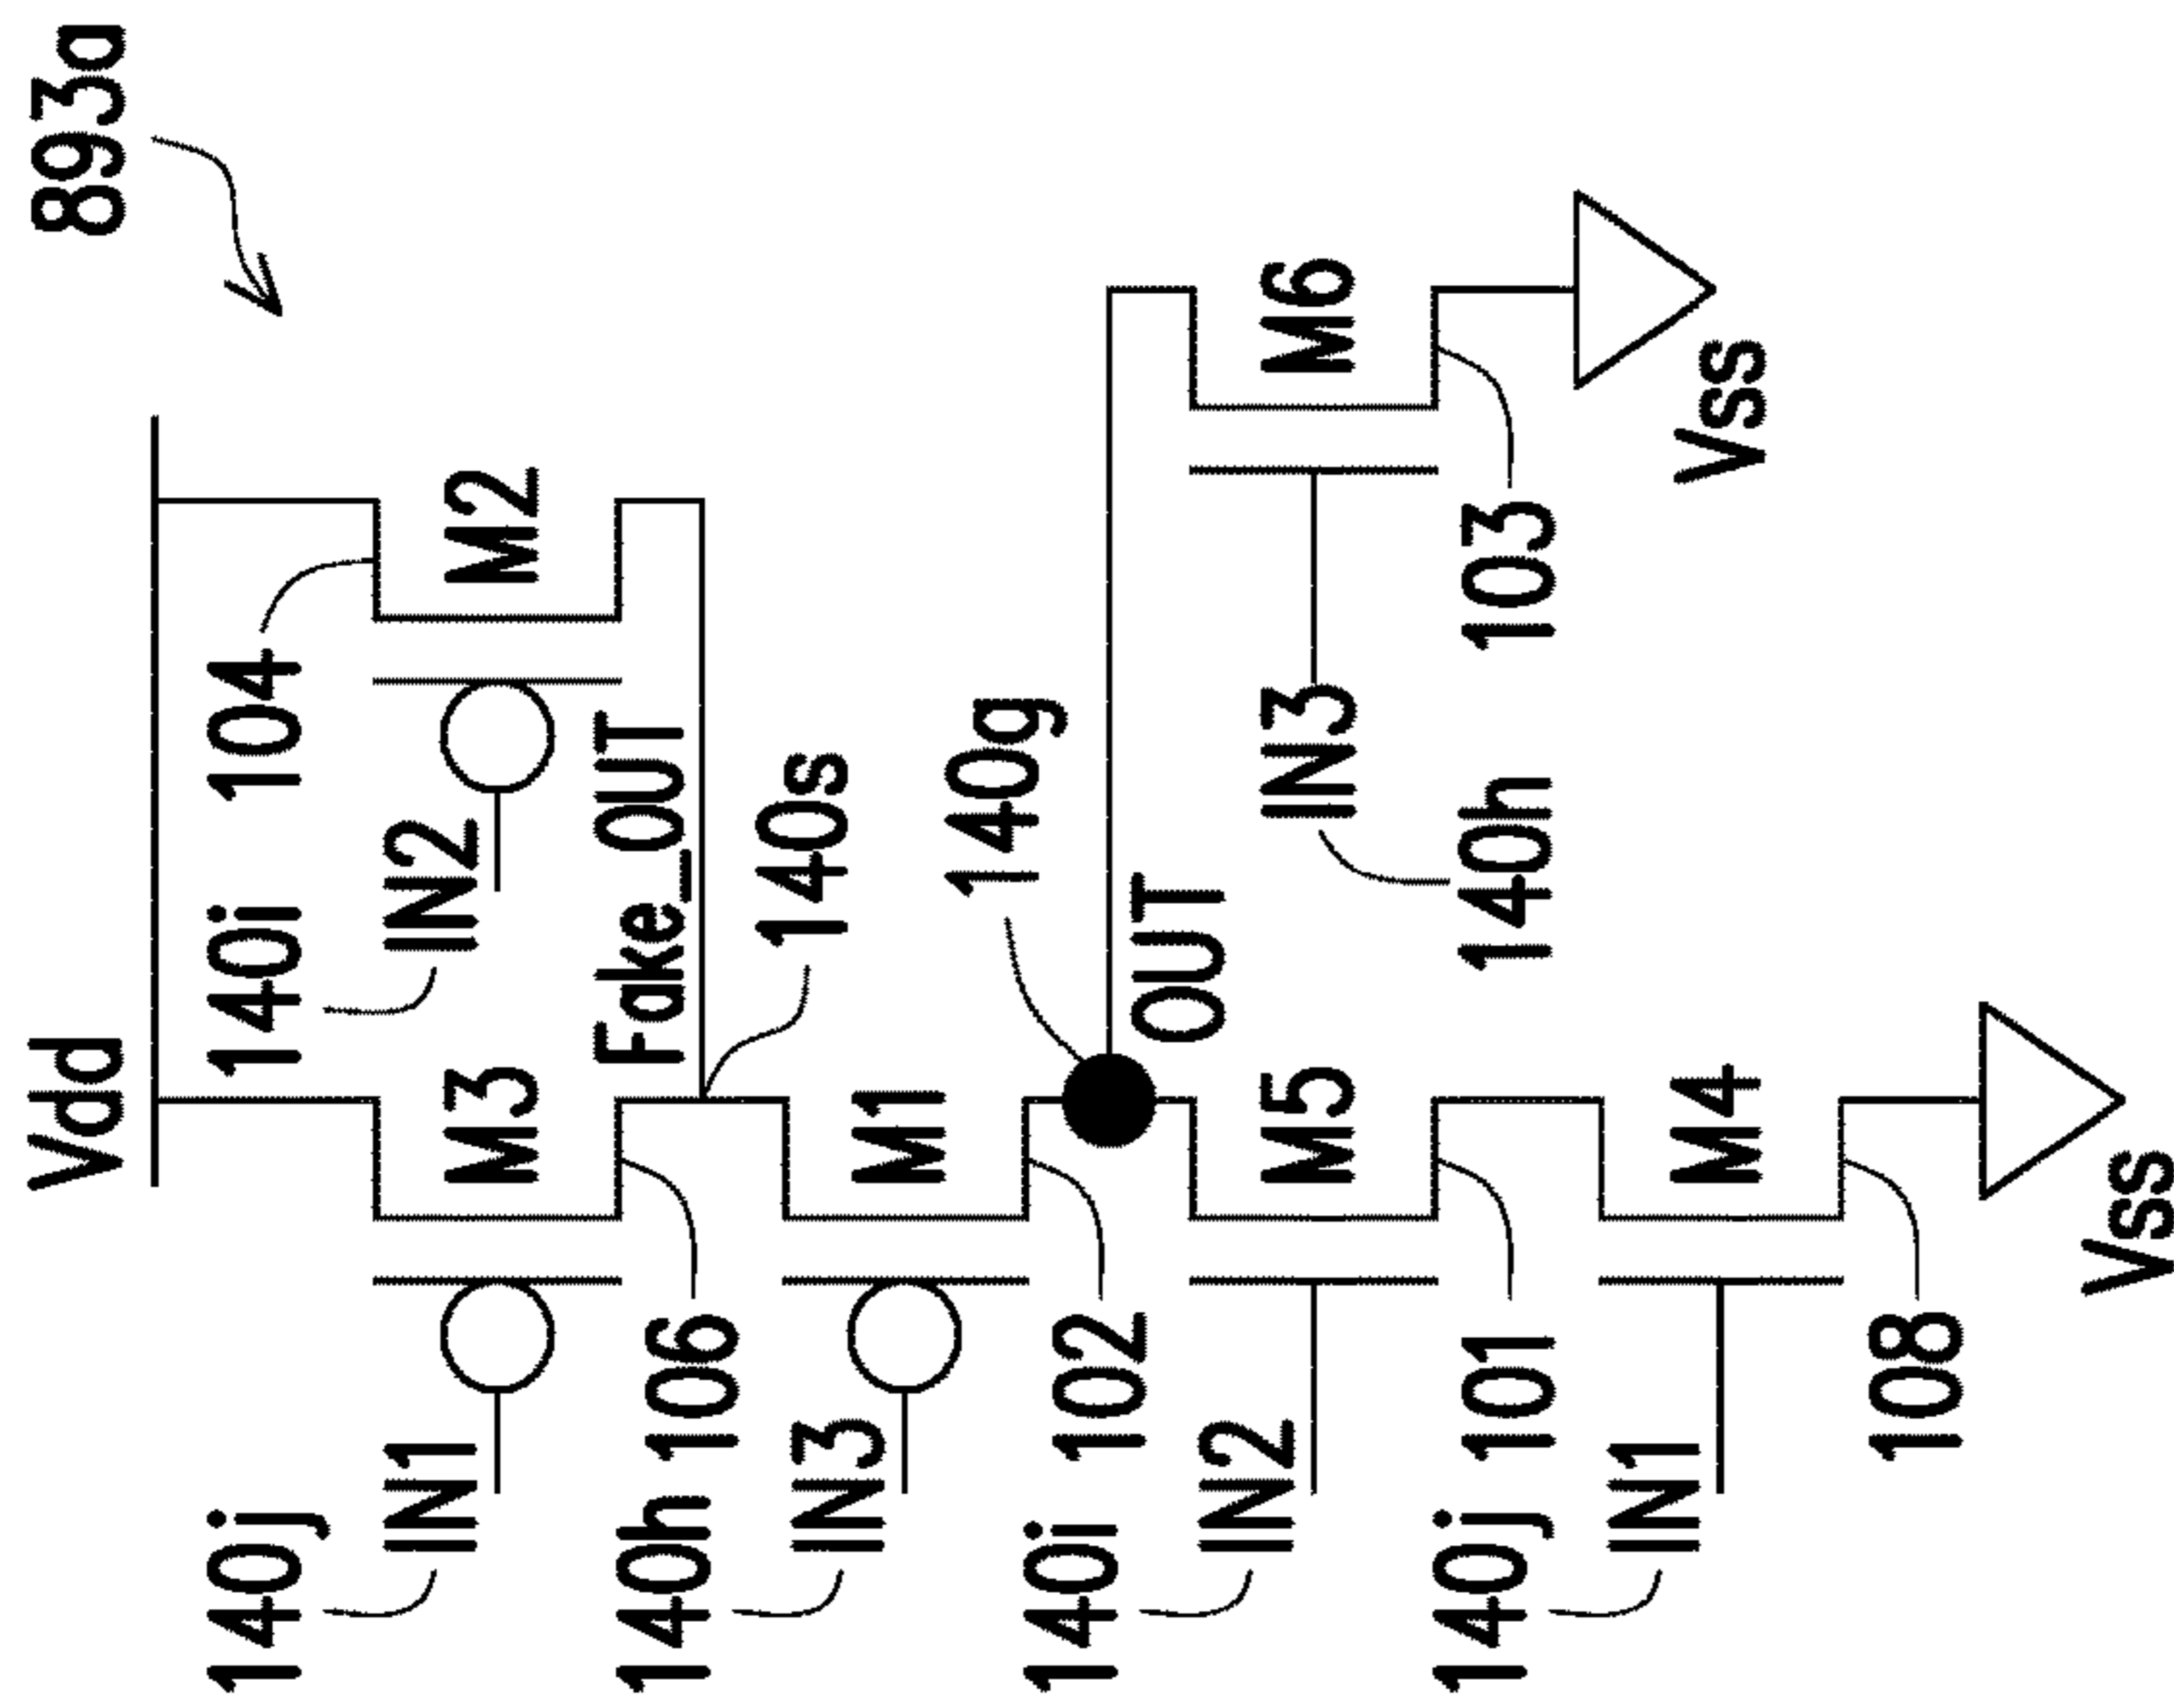 893a
Vdd
140j
140i
104
IN1
M3
IN2
M2
Fake_OUT
140h
106
140s
IN3
M1
140g
140i
102
OUT
IN2
M5
IN3
M6
140j
101
140h
103
IN1
M4
Vss
108
Vss